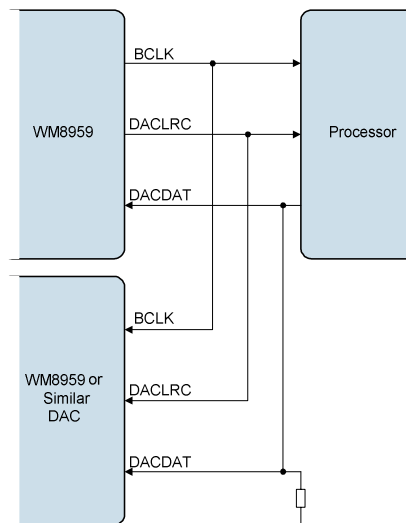 BCLK
WM8959
DACLRC
Processor
DACDAT
BCLK
WM8959 or
Similar
DAC
DACLRC
DACDAT